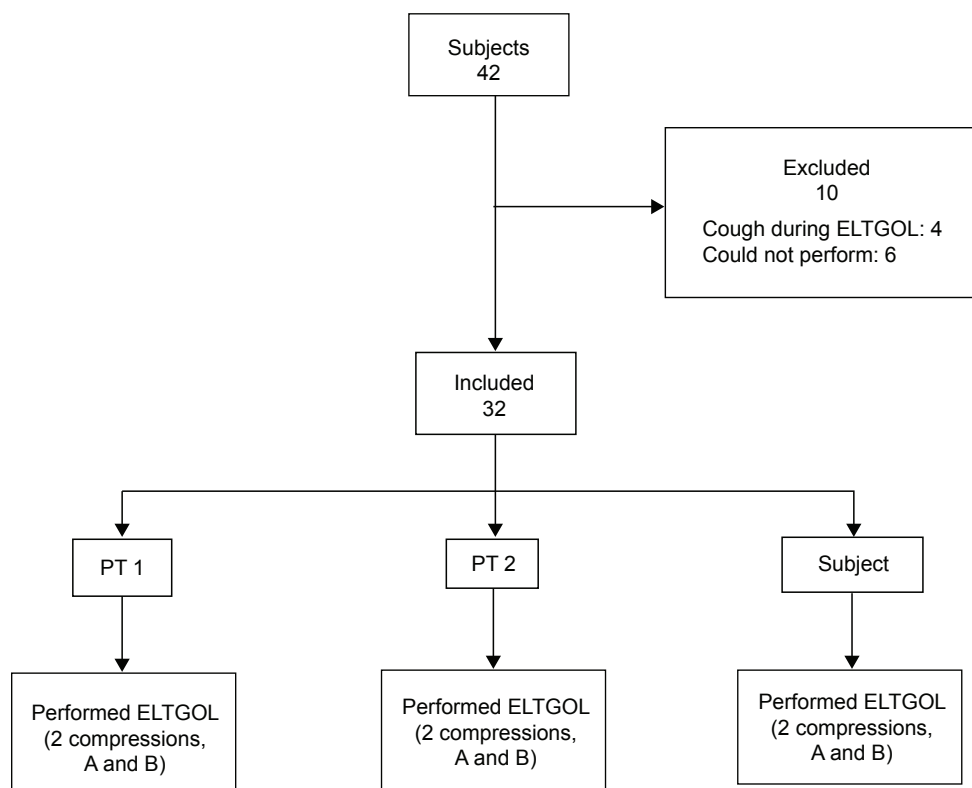 Subjects
42
Excluded
10
Cough during ELTGOL: 4
Could not perform: 6
Included
32
PT 1
PT 2
Subject
Performed ELTGOL
(2 compressions,
A and B)
Performed ELTGOL
(2 compressions,
A and B)
Performed ELTGOL
(2 compressions,
A and B)